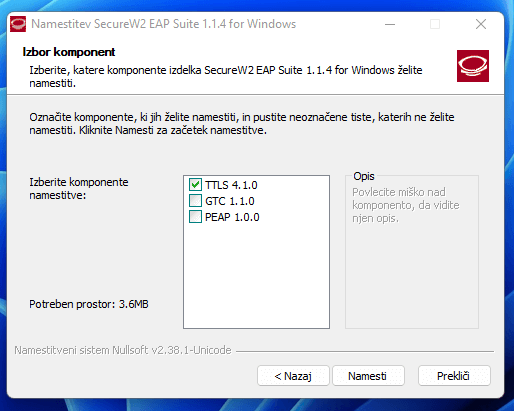 Namestitev SecureW2 EAP Suite 1.1.4 for Windows
Izbor komponent
Izberite, katere komponente izdelka SecureW2 EAP Suite 1.1.4 for Windows želite
namestiti.
Označite komponente, ki jih želite namestiti, in pustite neoznačene tiste, katerih ne želite
namestiti. Kliknite Namesti za začetek namestitve.
Izberite komponente
namestitve:
TTLS 4.1.0
GTC 1.1.0
PEAP 1.0.0
Opis
Povlecite miško nad
komponento, da vidite
njen opis.
Potreben prostor: 3.6MB
Namestitveni sistem Nullsoft v2.38.1-Unicode
< Nazaj
Namesti
Prekliči